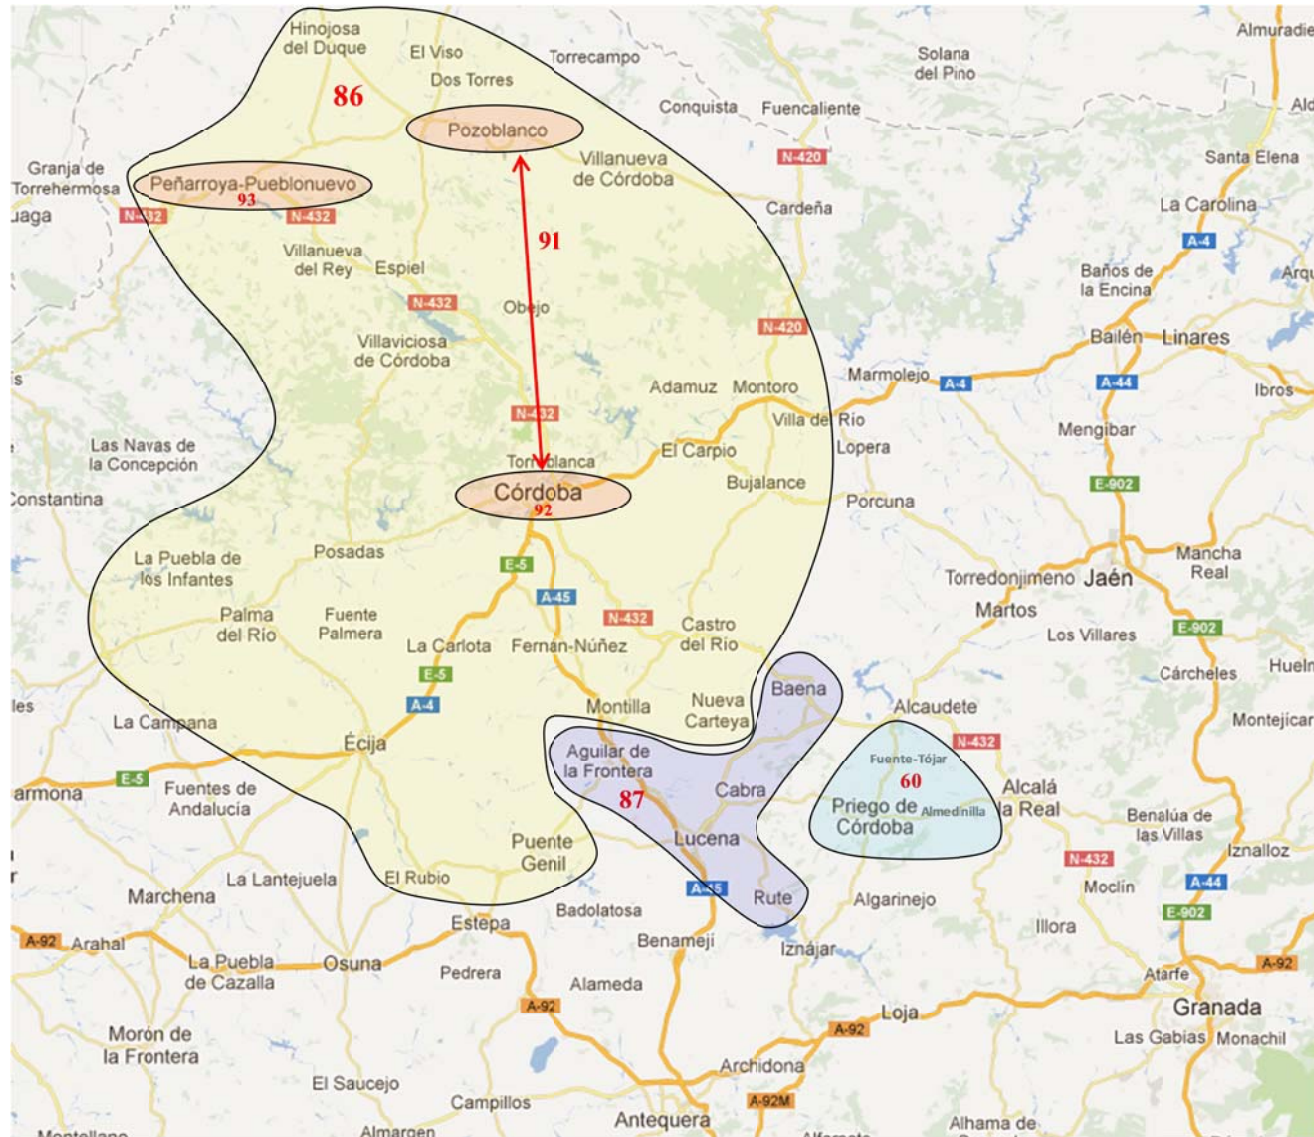 Hinojosa
del Duque
El Viso
Torrecampo
Solana
del Pino
Almuradie
Dos Torres
86
Conquista
Fuencaliente
Pozoblanco
N-420
Santa Elena
Granja de
Torrehermosa
Villanueva
de Córdoba
Peñarroya-Pueblonuevo
93
uaga
N-432
N-432
Cardeña
La Carolina
A-4
91
Villanueva
del Rey
Espiel
Baños de
la Encina
Arqu
N-432
Obejo
N-420
Villaviciosa
de Córdoba
Bailén
Linares
Marmolejo
A-4
A-44
Ibros
Adamuz
Montoro
N-432
Villa del Río
Mengibar
Las Navas de
la Concepción
Torreblanca
El Carpio
Lopera
Córdoba
92
Bujalance
E-902
Constantina
Porcuna
La Puebla de
los Infantes
Posadas
E-5
Mancha
Real
Torredonjimeno
Jaén
A-45
Palma
del Río
Fuente
Palmera
N-432
Martos
Castro
del Río
E-902
La Carlota
Fernán-Núñez
Los Villares
E-5
Cárcheles
Huelm
Baena
A-4
Montilla
Nueva
Carteya
Alcaudete
La Campana
Montejícar
Écija
N-432
Aguilar de
la Frontera
Fuente-Tójar
60
E-5
armona
Fuentes de
Andalucía
87
Cabra
Alcalá
la Real
Priego de
Córdoba
Almedinilla
Benalúa de
las Villas
Puente
Genil
Lucena
Iznalloz
N-432
La Lantejuela
El Rubio
A-45
Moclín
A-44
Marchena
Rute
Algarinejo
Badolatosa
E-902
Estepa
Illora
A-92
Arahal
Benamejí
Iznájar
La Puebla
de Cazalla
Osuna
Pedrera
Alameda
Atarfe
A-92
A-92
Granada
Loja
A-92
Morón de
la Frontera
Las Gabias
Monachil
Archidona
El Saucejo
Campillos
A-92M
Antequera
Alhama de
Almargen